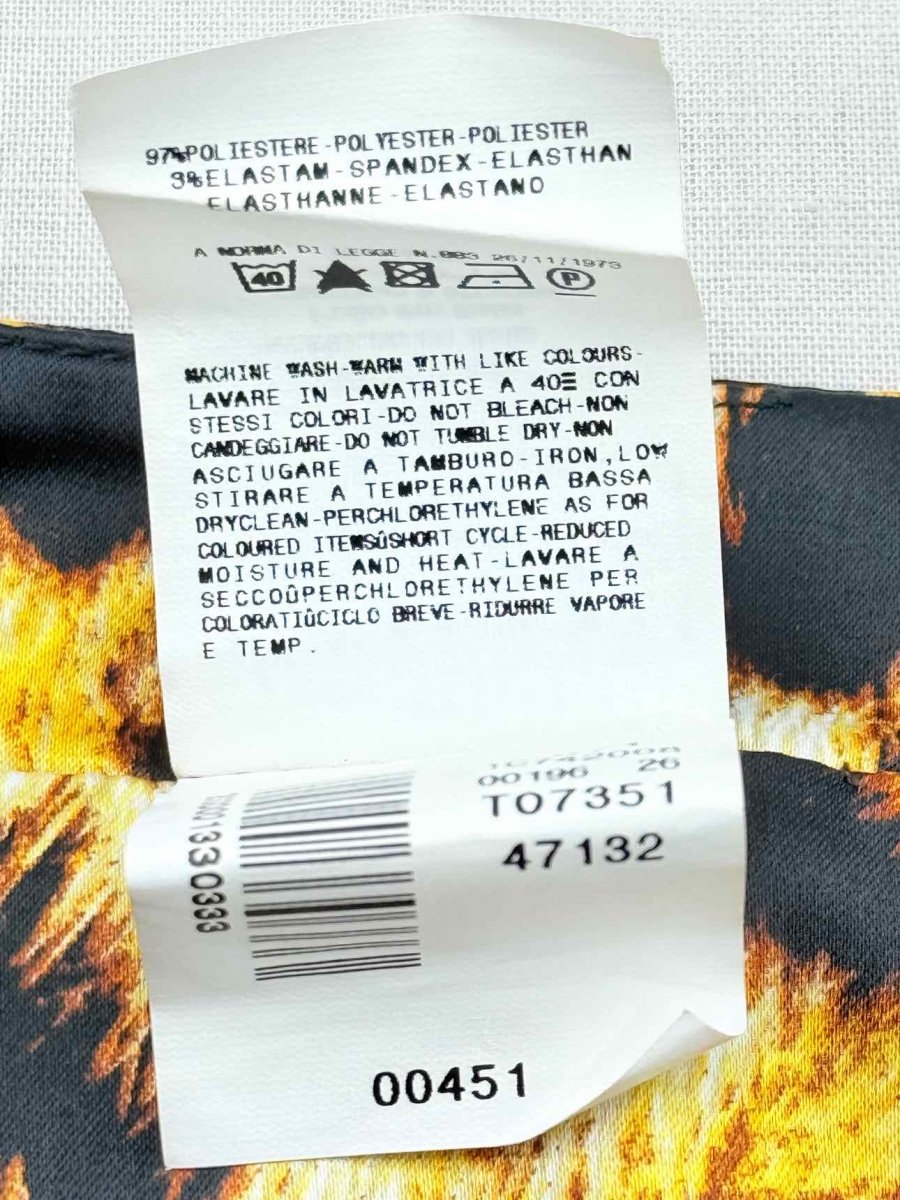 97%POLIESTERE-POLYESTER-POLIESTER
3%ELASTAM-SPANDEX-ELASTHAN
ELASTHANNE-ELASTANO
A NORMA DI LEGGE N.883 26/11/1973
40
P
MACHINE WASH-WARM WITH LIKE COLOURS-
LAVARE IN LAVATRICE A 40Ξ CON
STESSI COLORI-DO NOT BLEACH-NON
CANDEGGIARE-DO NOT TUMBLE DRY-NON
ASCIUGARE A TAMBURO-IRON,LOW
STIRARE A TEMPERATURA BASSA
DRYCLEAN-PERCHLORETHYLENE AS FOR
COLOURED ITEMSûSHORT CYCLE-REDUCED
MOISTURE AND HEAT-LAVARE A
SECCOûPERCHLORETHYLENE PER
COLORATIûCICLO BREVE-RIDURRE VAPORE
E TEMP.
00196 26
T07351
47132
00451